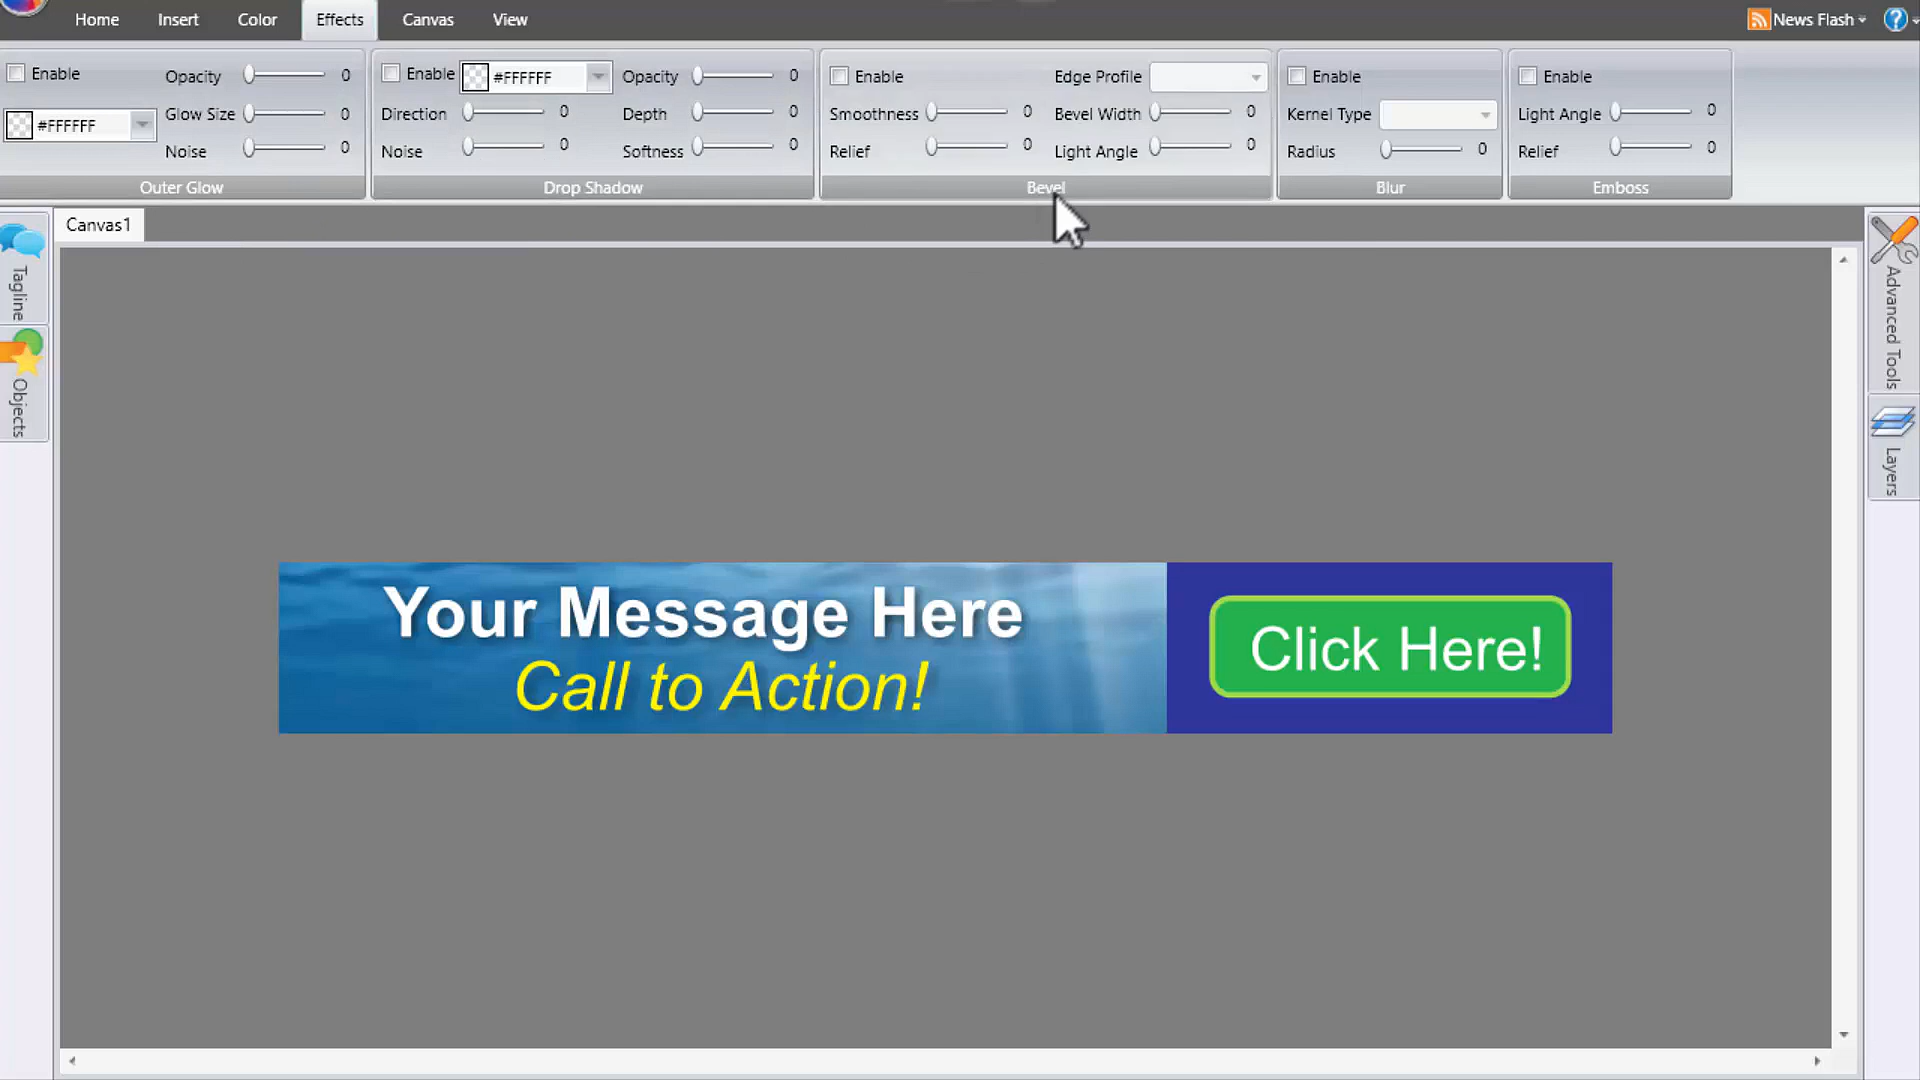 Home Insert Color Effects Canvas View News Flash
Enable Opacity 0 Enable #FFFFFF Opacity 0 Enable Edge Profile Enable Enable
#FFFFFF Glow Size 0 Direction 0 Depth 0 Smoothness 0 Bevel Width 0 Kernel Type Light Angle 0
Noise 0 Noise 0 Softness 0 Relief 0 Light Angle 0 Radius 0 Relief 0
Outer Glow Drop Shadow Bevel Blur Emboss
Canvas1
Tagline
Objects
Advanced Tools
Layers
Your Message Here
Call to Action!
Click Here!